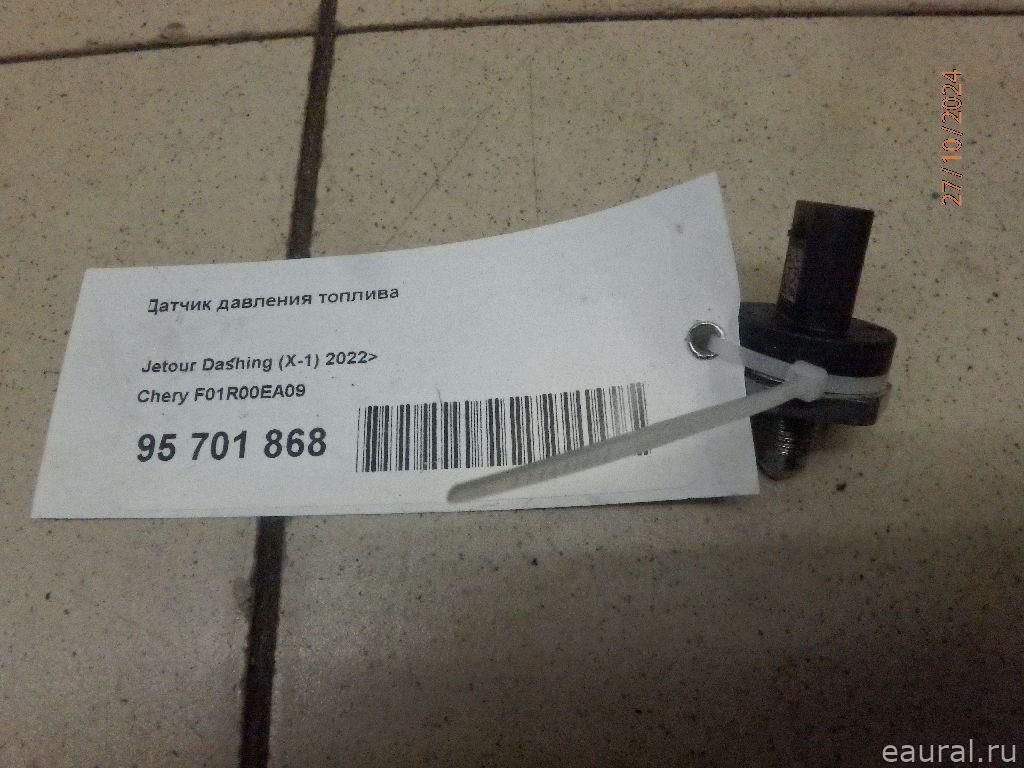 Датчик давления топлива
Jetour Dashing (X-1) 2022>
Chery F01R00EA09
95 701 868
27/10/2024
eaural.ru